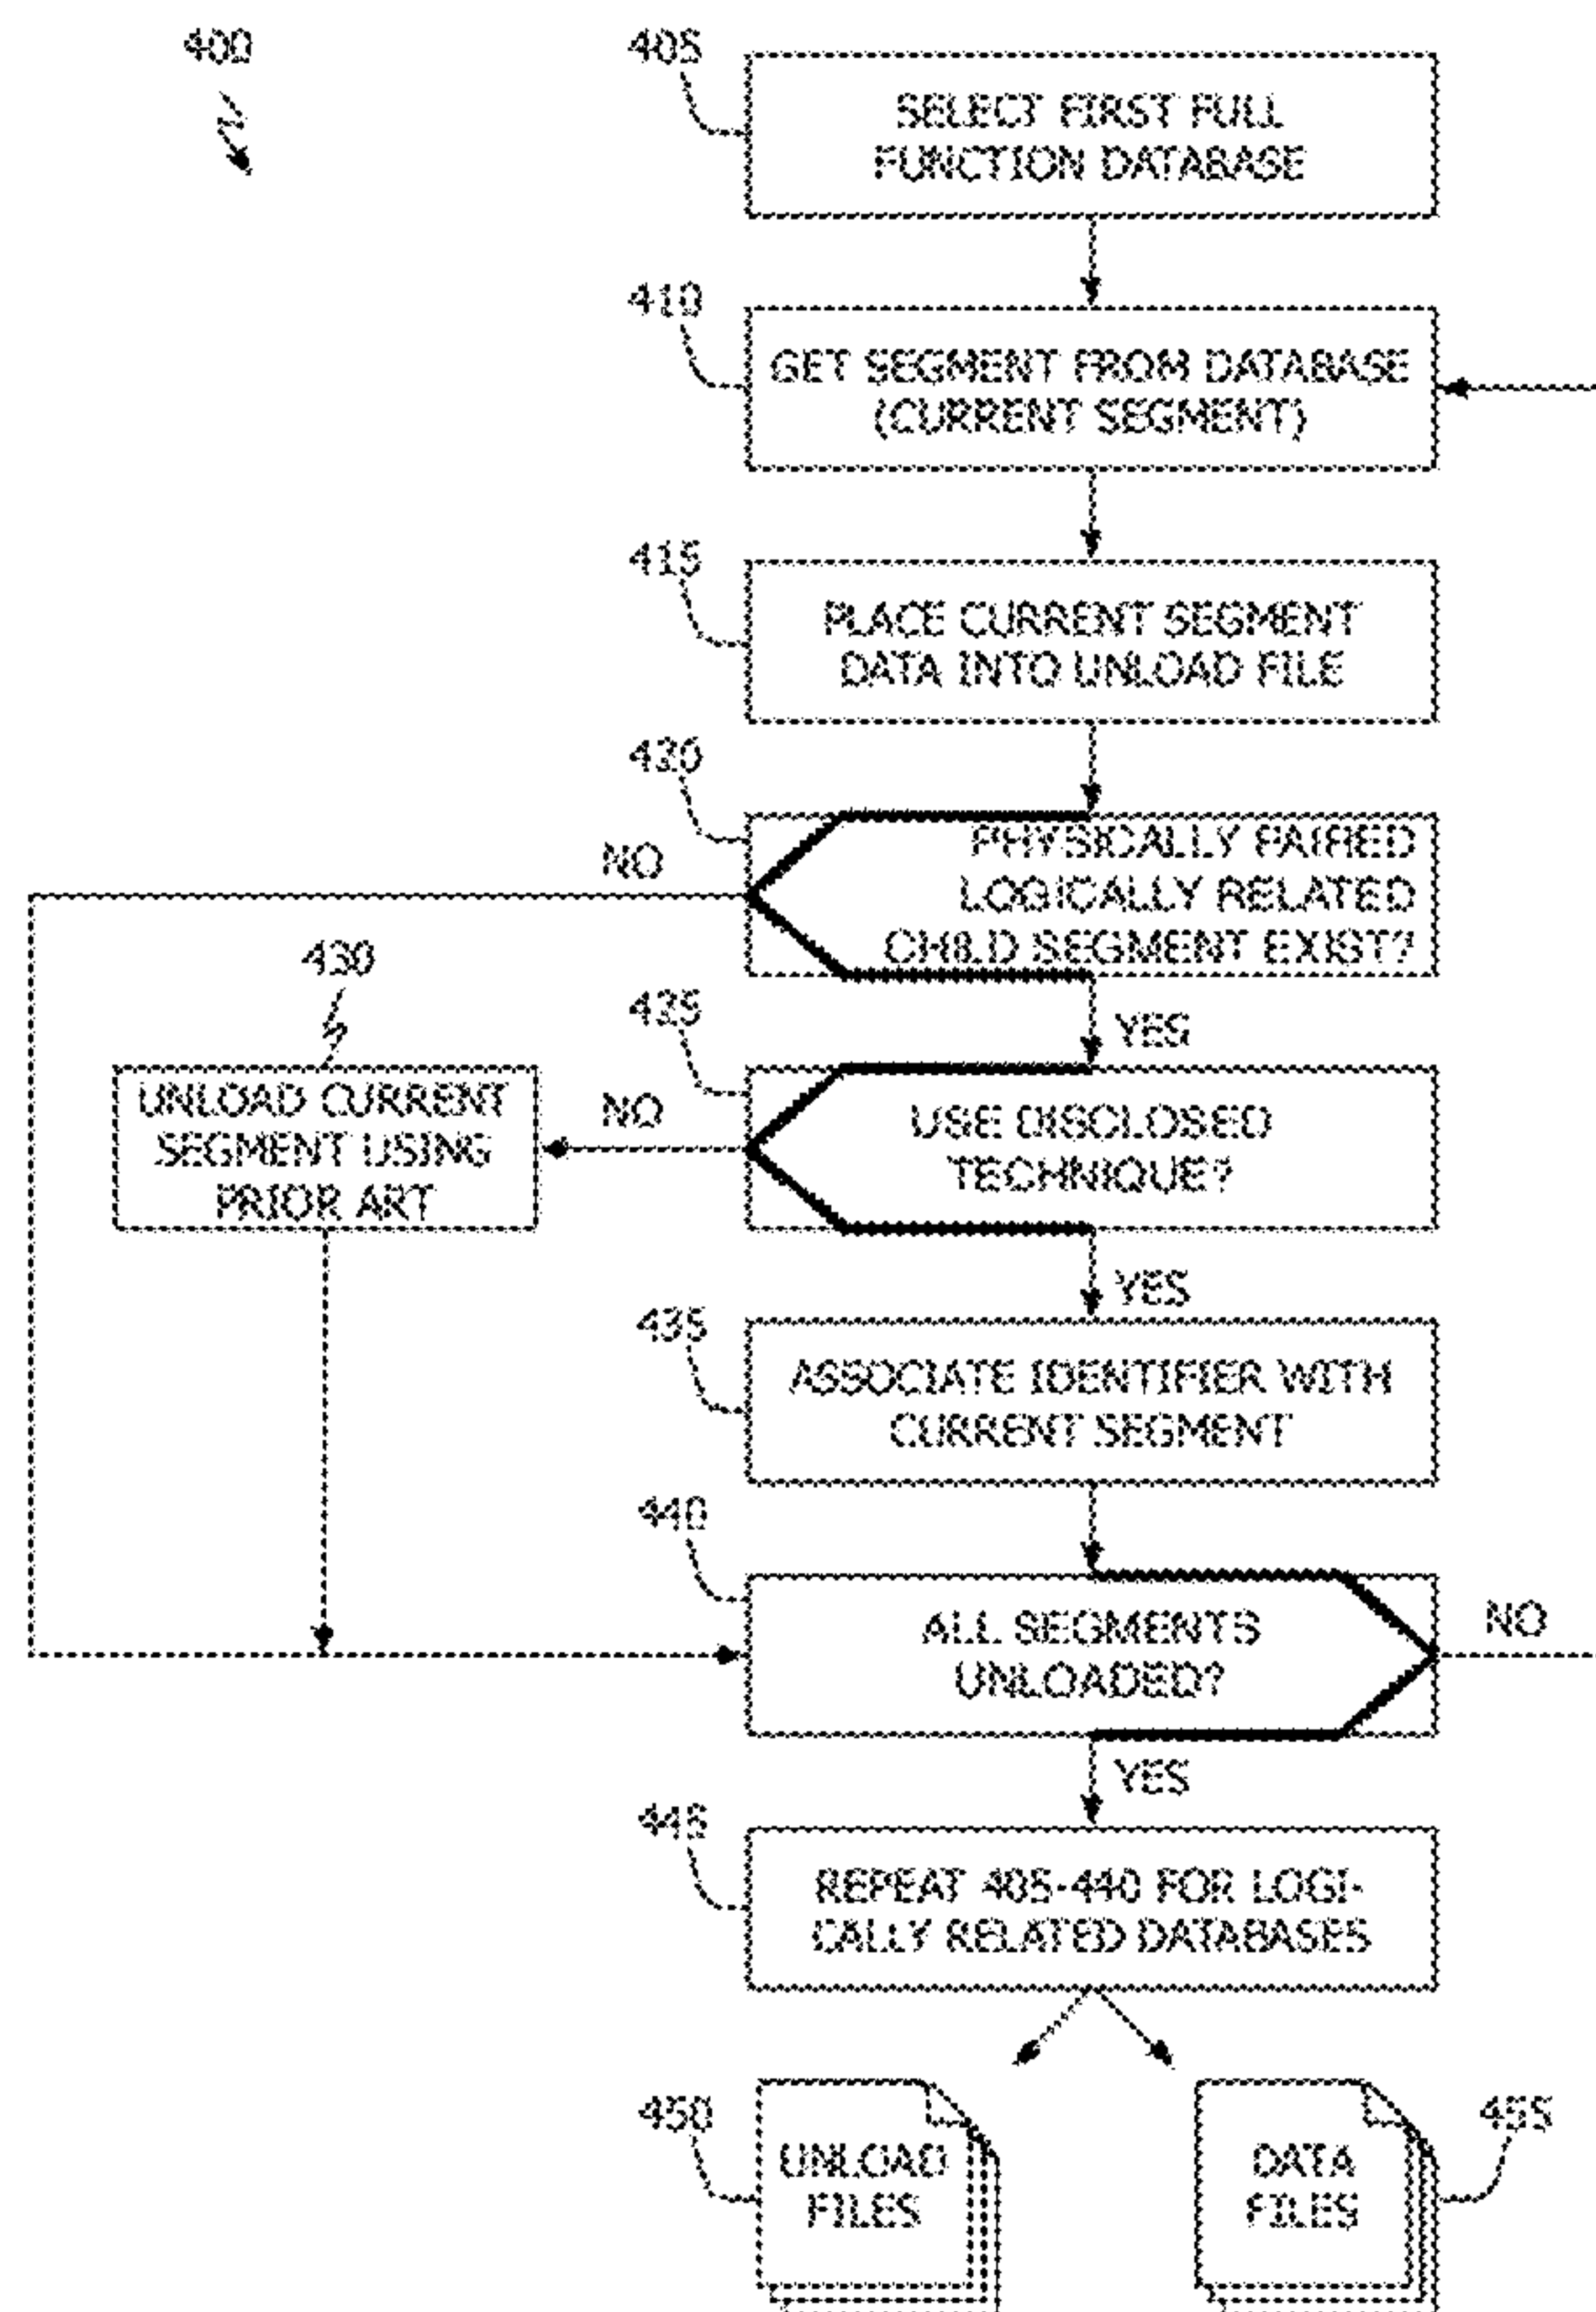 400
405
SELECT FIRST FULL
FUNCTION DATABASE
410
GET SEGMENT FROM DATABASE
(CURRENT SEGMENT)
415
PLACE CURRENT SEGMENT
DATA INTO UNLOAD FILE
420
NO
PHYSICALLY PAIRED
LOGICALLY RELATED
CHILD SEGMENT EXIST?
YES
430
UNLOAD CURRENT
SEGMENT USING
PRIOR ART
425
NO
USE DISCLOSED
TECHNIQUE?
YES
435
ASSOCIATE IDENTIFIER WITH
CURRENT SEGMENT
440
ALL SEGMENTS
UNLOADED?
NO
YES
445
REPEAT 405-440 FOR LOGI-
CALLY RELATED DATABASES
450
UNLOAD
FILES
455
DATA
FILES